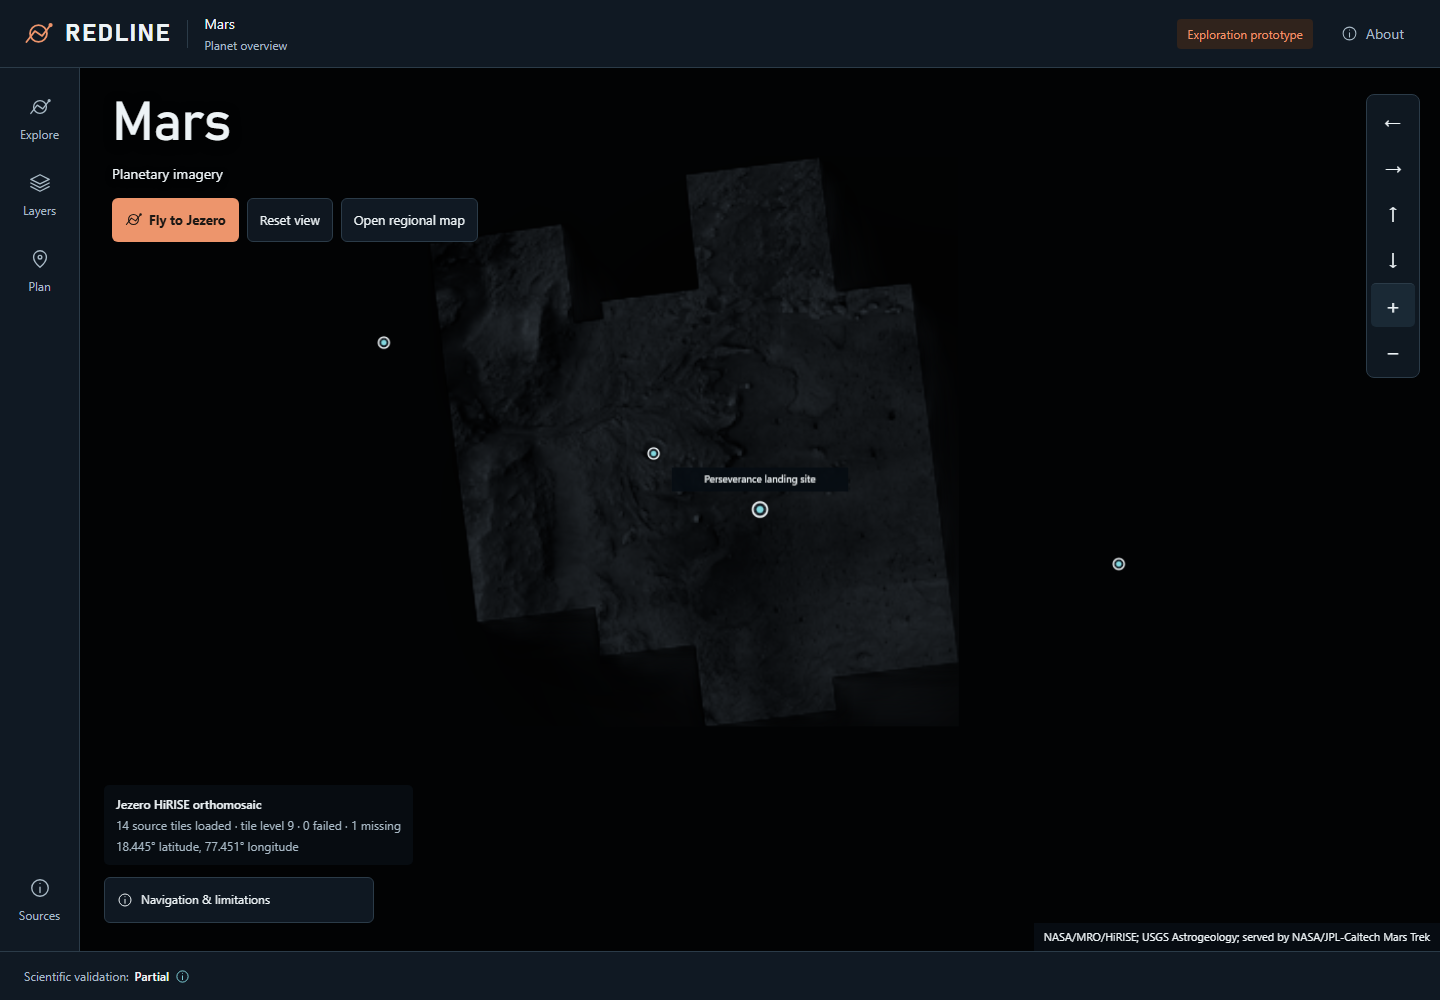 REDLINE
Mars
Planet overview
Exploration prototype
About
Explore
Layers
Plan
Sources
Mars
Planetary imagery
Fly to Jezero
Reset view
Open regional map
←
→
↑
↓
+
−
Perseverance landing site
Jezero HiRISE orthomosaic
14 source tiles loaded · tile level 9 · 0 failed · 1 missing
18.445° latitude, 77.451° longitude
Navigation & limitations
NASA/MRO/HiRISE; USGS Astrogeology; served by NASA/JPL-Caltech Mars Trek
Scientific validation: Partial